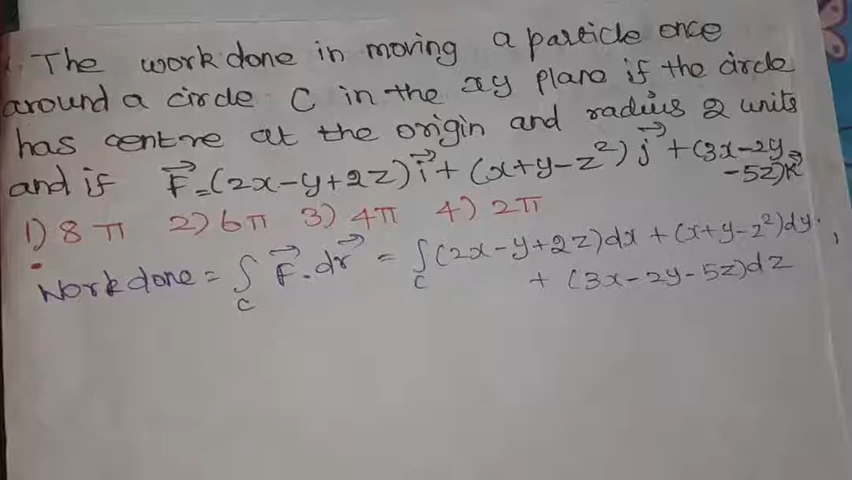 The work done in moving a particle once
around a circle C in the xy plane if the circle
has centre at the origin and radius 2 units
and if F⃗ = (2x-y+2z) i⃗ + (x+y-z²) j⃗ + (3x-2y
-5z)k⃗
1) 8π 2) 6π 3) 4π 4) 2π
Work done = ∫_C F⃗ . dr⃗ = ∫_C (2x-y+2z)dx + (x+y-z²)dy
+ (3x-2y-5z)dz